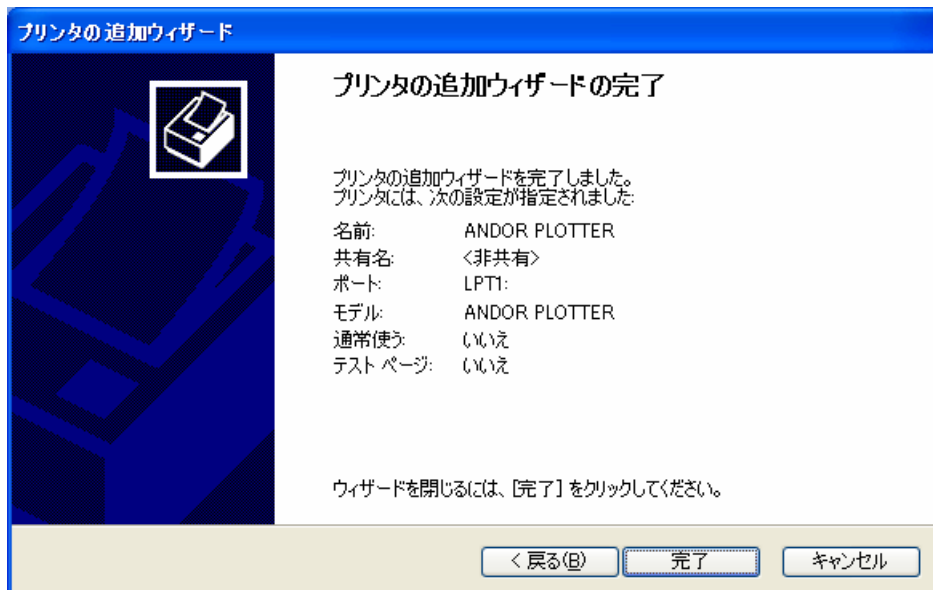 プリンタの追加ウィザード
プリンタの追加ウィザードの完了
プリンタの追加ウィザードを完了しました。
プリンタには、次の設定が指定されました:
名前: ANDOR PLOTTER
共有名: <非共有>
ポート: LPT1:
モデル: ANDOR PLOTTER
通常使う: いいえ
テスト ページ: いいえ
ウィザードを閉じるには、[完了] をクリックしてください。
< 戻る(B) 完了 キャンセル